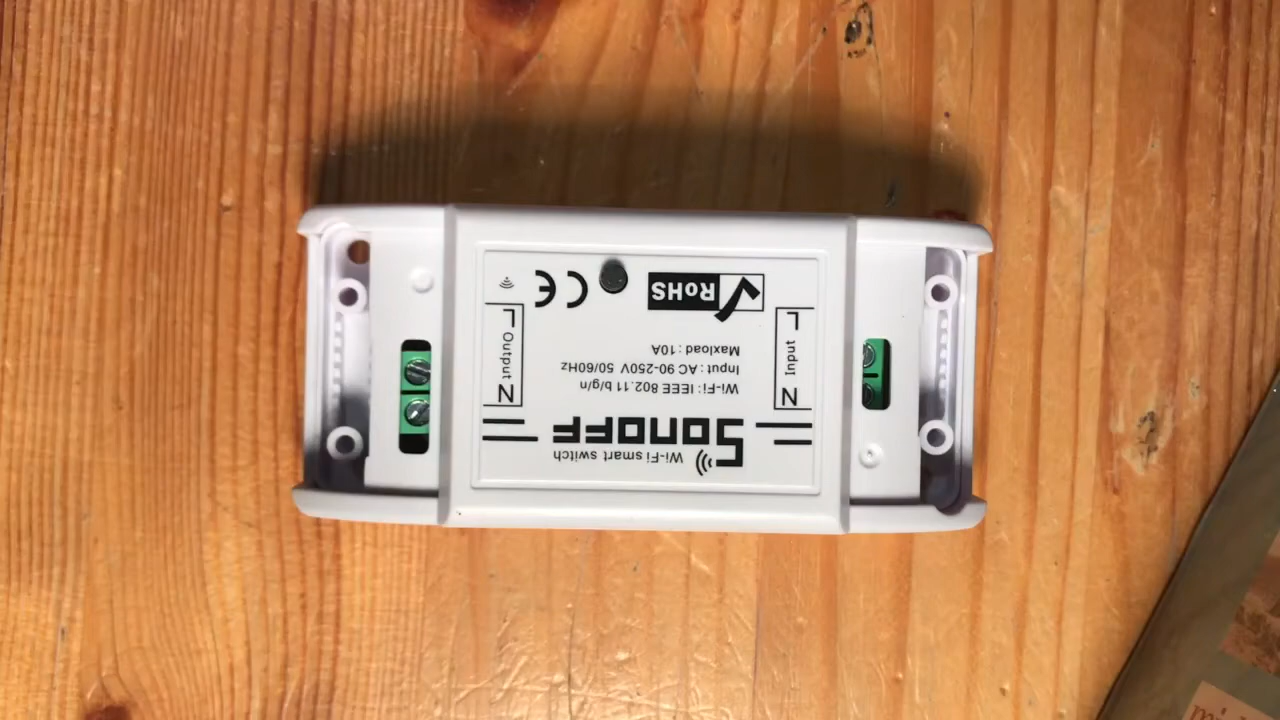 Wi-Fi smart switch
SONOFF
Wi-Fi : IEEE 802.11 b/g/n
Input : AC 90-250V 50/60Hz
Maxload : 10A
N Input L
N Output L
RoHS
CE